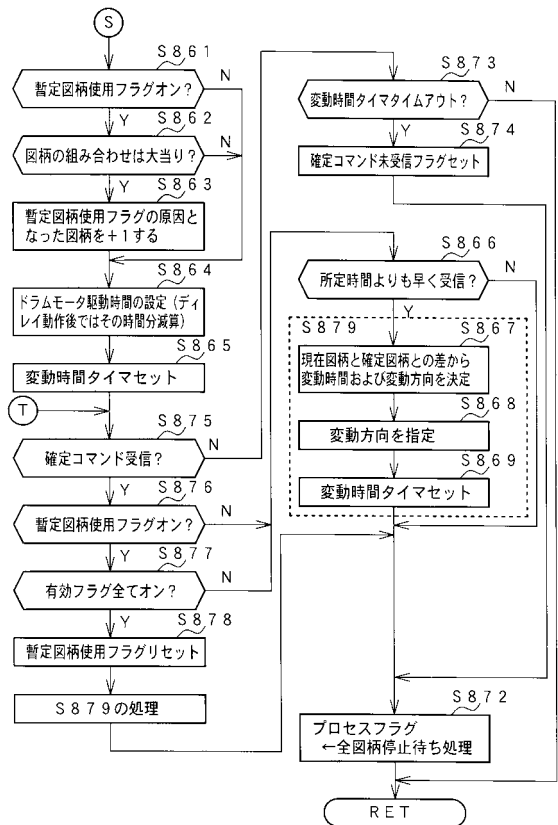 S
S861
暫定図柄使用フラグオン?
N
Y
S862
図柄の組み合わせは大当り?
N
Y
S863
暫定図柄使用フラグの原因と
なった図柄を+1する
S864
ドラムモータ駆動時間の設定(ディ
レイ動作後ではその時間分減算)
S865
変動時間タイマセット
T
S875
確定コマンド受信?
N
Y
S876
暫定図柄使用フラグオン?
N
Y
S877
有効フラグ全てオン?
N
Y
S878
暫定図柄使用フラグリセット
S879の処理
S873
変動時間タイマタイムアウト?
N
Y
S874
確定コマンド未受信フラグセット
S866
所定時間よりも早く受信?
N
Y
S879
S867
現在図柄と確定図柄との差から
変動時間および変動方向を決定
S868
変動方向を指定
S869
変動時間タイマセット
S872
プロセスフラグ
←全図柄停止待ち処理
RET